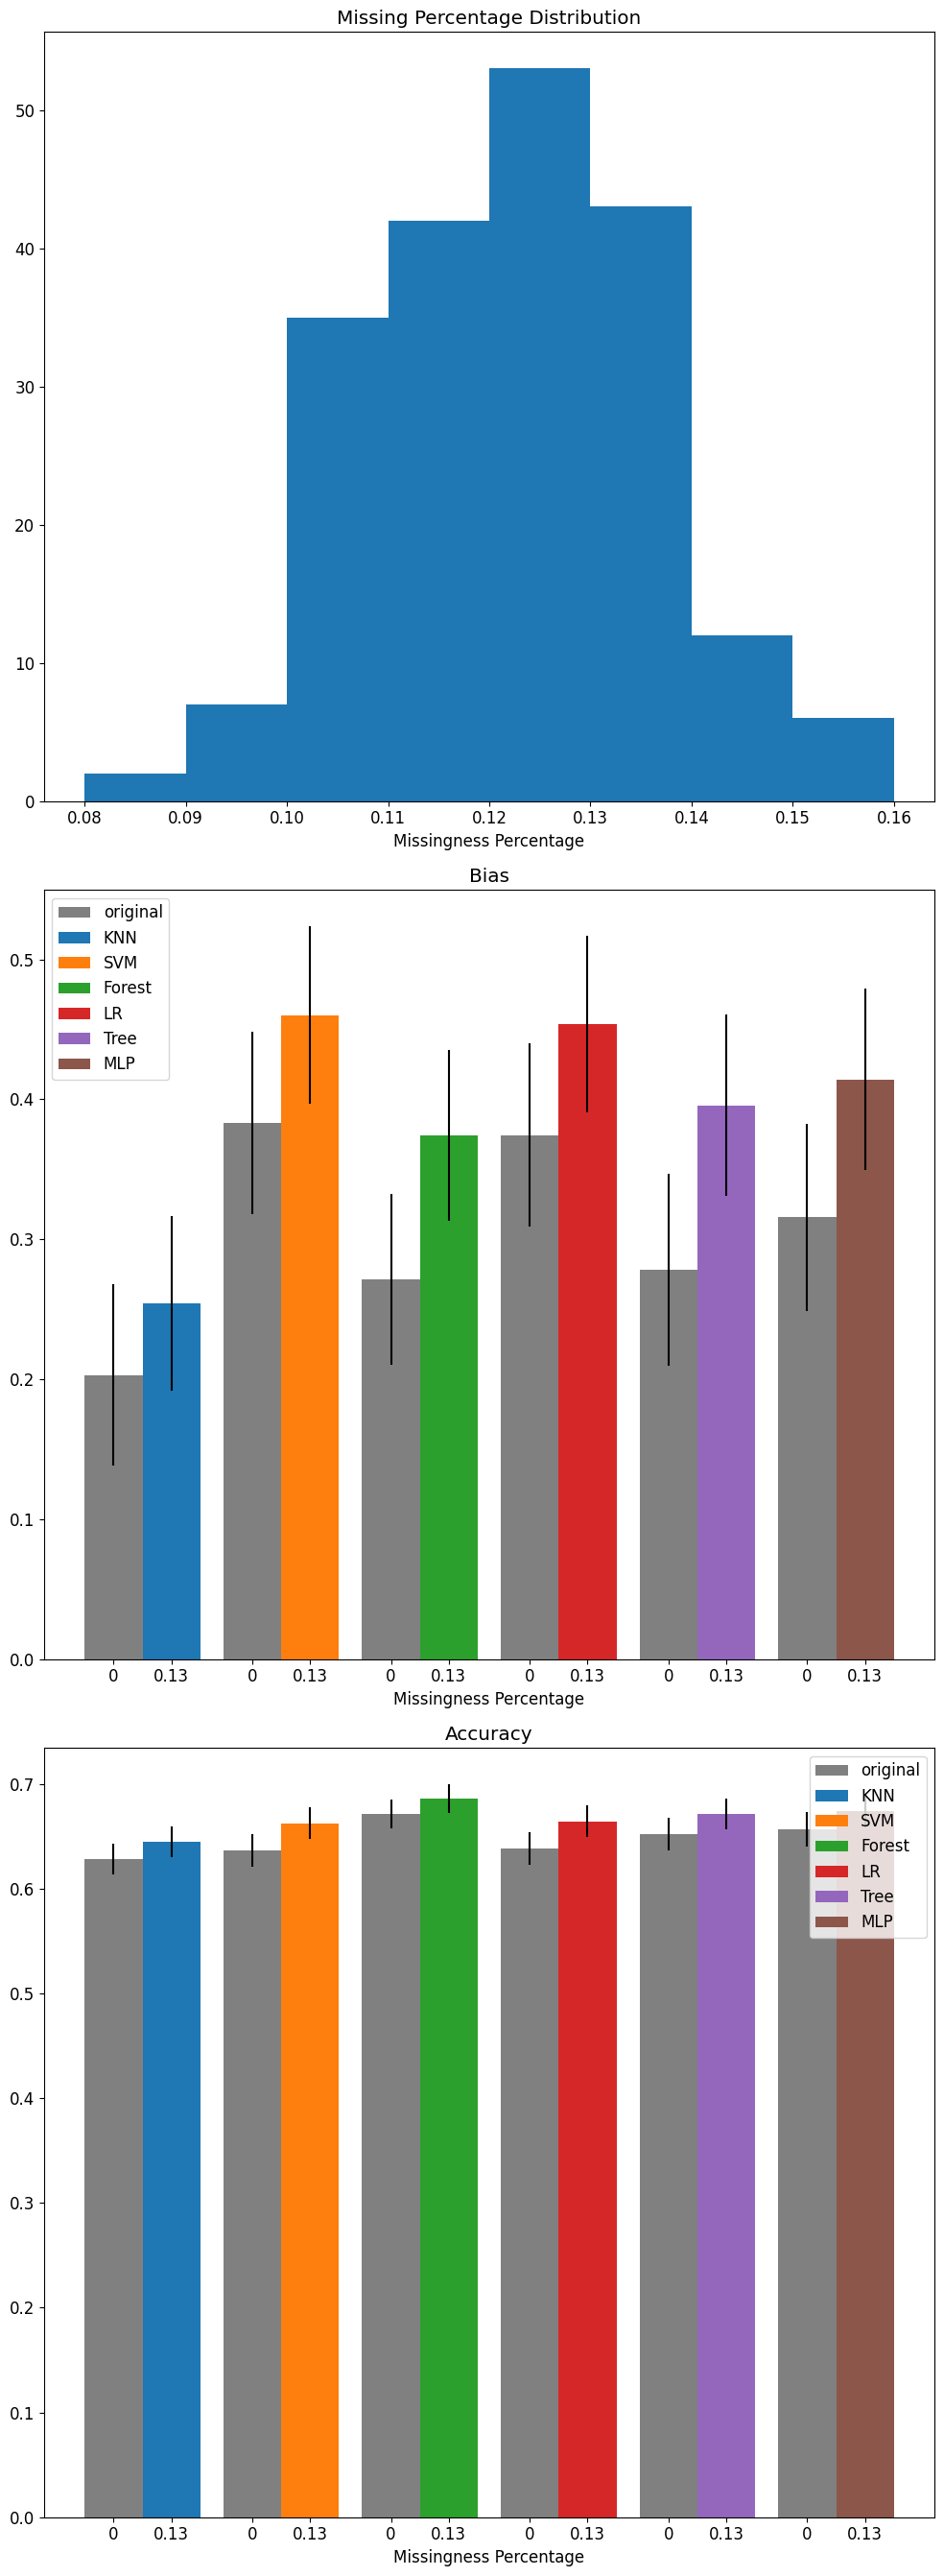 Missing Percentage Distribution
50
40
30
20
10
0
0.08 0.09 0.10 0.11 0.12 0.13 0.14 0.15 0.16
Missingness Percentage
Bias
original
KNN
SVM
Forest
LR
Tree
MLP
0.5
0.4
0.3
0.2
0.1
0.0
0 0.13 0 0.13 0 0.13 0 0.13 0 0.13 0 0.13
Missingness Percentage
Accuracy
original
KNN
SVM
Forest
LR
Tree
MLP
0.7
0.6
0.5
0.4
0.3
0.2
0.1
0.0
0 0.13 0 0.13 0 0.13 0 0.13 0 0.13 0 0.13
Missingness Percentage